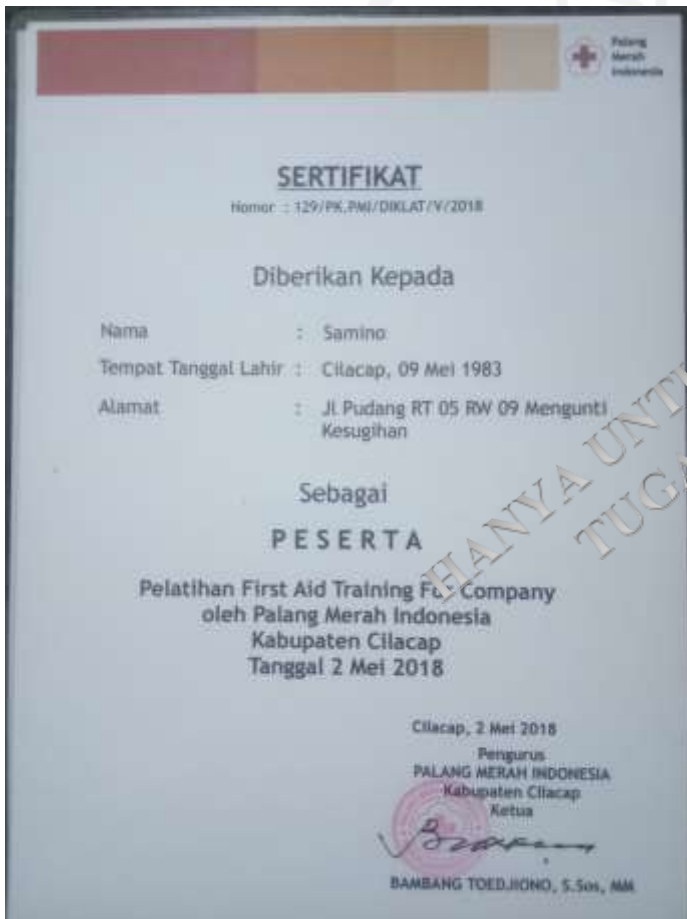 Palang
Merah
Indonesia
SERTIFIKAT
Nomor : 129/PK.PMI/DIKLAT/V/2018
Diberikan Kepada
Nama : Samino
Tempat Tanggal Lahir : Cilacap, 09 Mei 1983
Alamat : Jl Pudang RT 05 RW 09 Mengunti
Kesugihan
Sebagai
PESERTA
Pelatihan First Aid Training For Company
oleh Palang Merah Indonesia
Kabupaten Cilacap
Tanggal 2 Mei 2018
HANYA
Cilacap, 2 Mei 2018
Pengurus
PALANG MERAH INDONESIA
Kabupaten Cilacap
Ketua
BAMBANG TOEDJIONO, S.Sos, MM